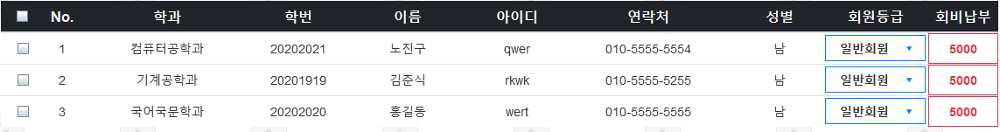 No. 학과 학번 이름 아이디 연락처 성별 회원등급 회비납부
1 컴퓨터공학과 20202021 노진구 qwer 010-5555-5554 남 일반회원 5000
2 기계공학과 20201919 김춘식 rkwk 010-5555-5255 남 일반회원 5000
3 국어국문학과 20202020 홍길동 wert 010-5555-5555 남 일반회원 5000